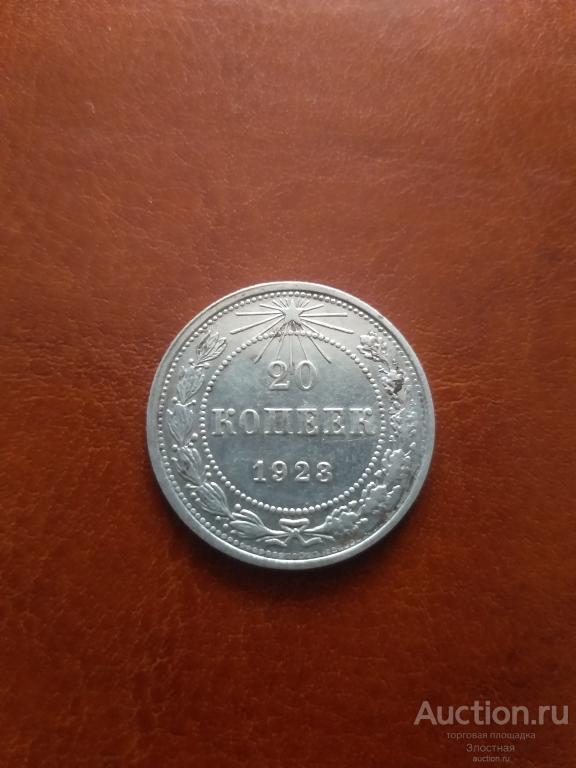 20
КОПЕЕК
1923
Auction.ru
торговая площадка
Злостная
auction.ru